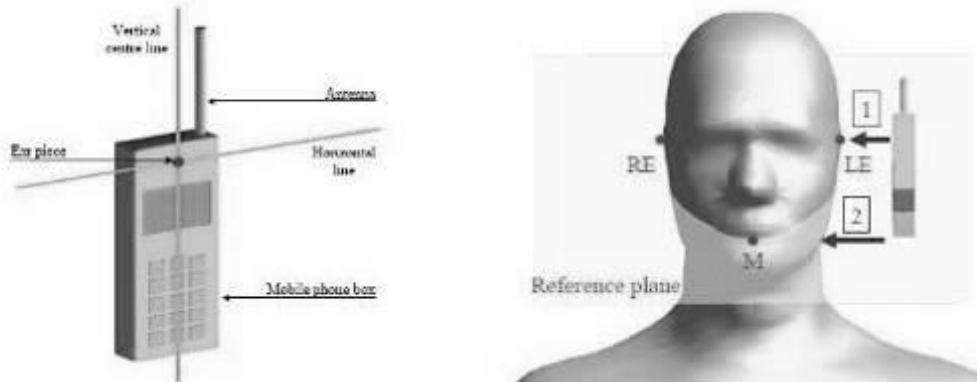 Vertical
centre line
Antenna
Ear piece
Horizontal
line
Mobile phone box
1
RE
LE
2
M
Reference plane